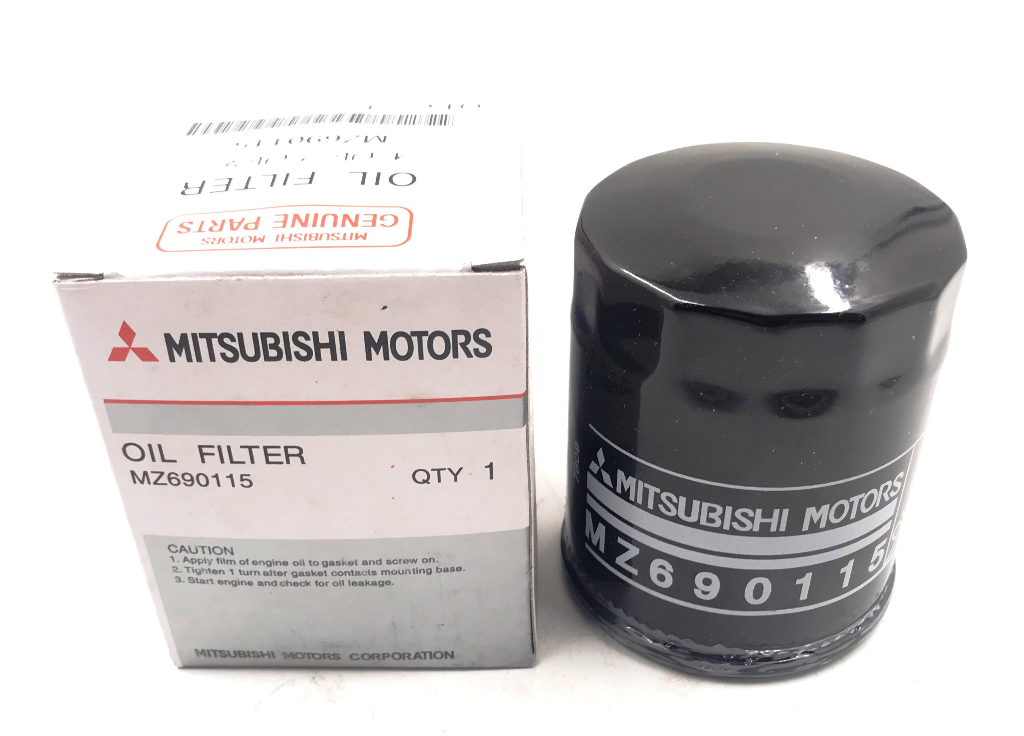 MZ690115
OIL FILTER
GENUINE PARTS
MITSUBISHI MOTORS
MITSUBISHI MOTORS
OIL FILTER
MZ690115
QTY 1
CAUTION
1. Apply film of engine oil to gasket and screw on.
2. Tighten 1 turn after gasket contacts mounting base.
3. Start engine and check for oil leakage.
MITSUBISHI MOTORS CORPORATION
MITSUBISHI MOTORS
MZ690115